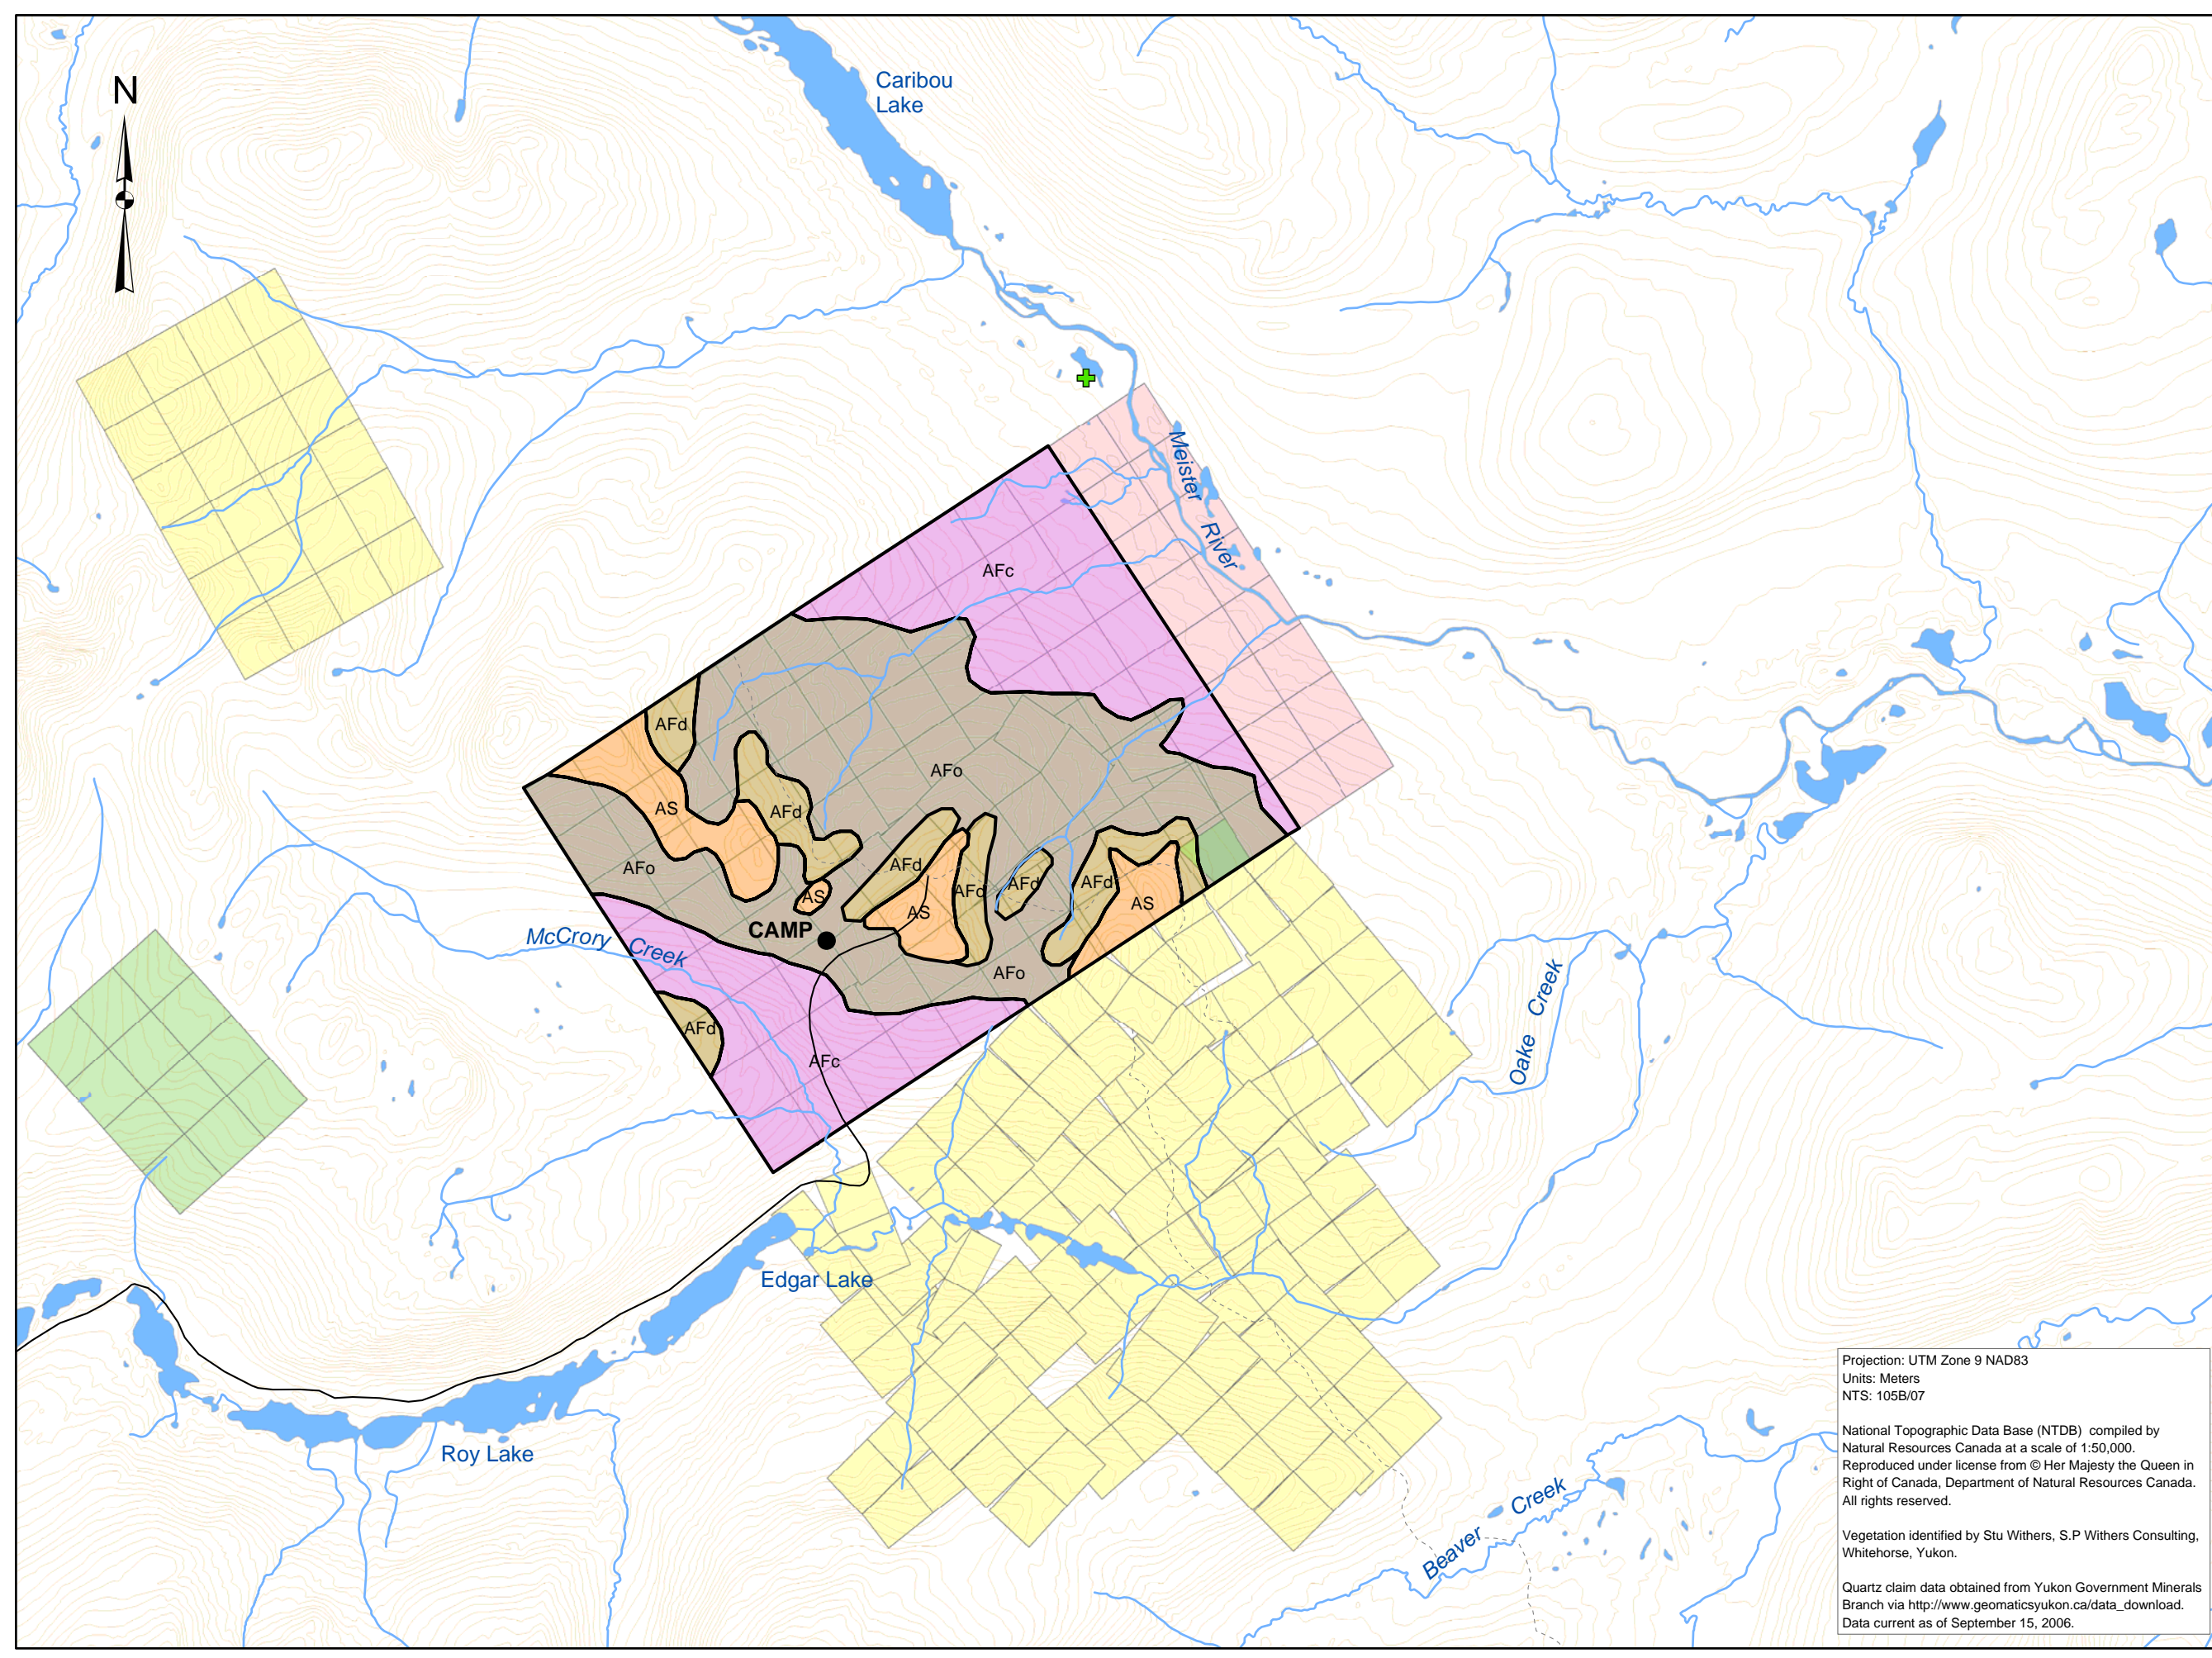 N
Caribou
Lake
Meister River
AFc
AFd
AFo
AS
AFd
AFo
AFd
AFd
AFd
AFd
AS
AS
AS
CAMP
McCrory Creek
AFo
AFd
AFc
Oake Creek
Edgar Lake
Roy Lake
Beaver Creek
Projection: UTM Zone 9 NAD83
Units: Meters
NTS: 105B/07
National Topographic Data Base (NTDB) compiled by
Natural Resources Canada at a scale of 1:50,000.
Reproduced under license from © Her Majesty the Queen in
Right of Canada, Department of Natural Resources Canada.
All rights reserved.
Vegetation identified by Stu Withers, S.P Withers Consulting,
Whitehorse, Yukon.
Quartz claim data obtained from Yukon Government Minerals
Branch via http://www.geomaticsyukon.ca/data_download.
Data current as of September 15, 2006.